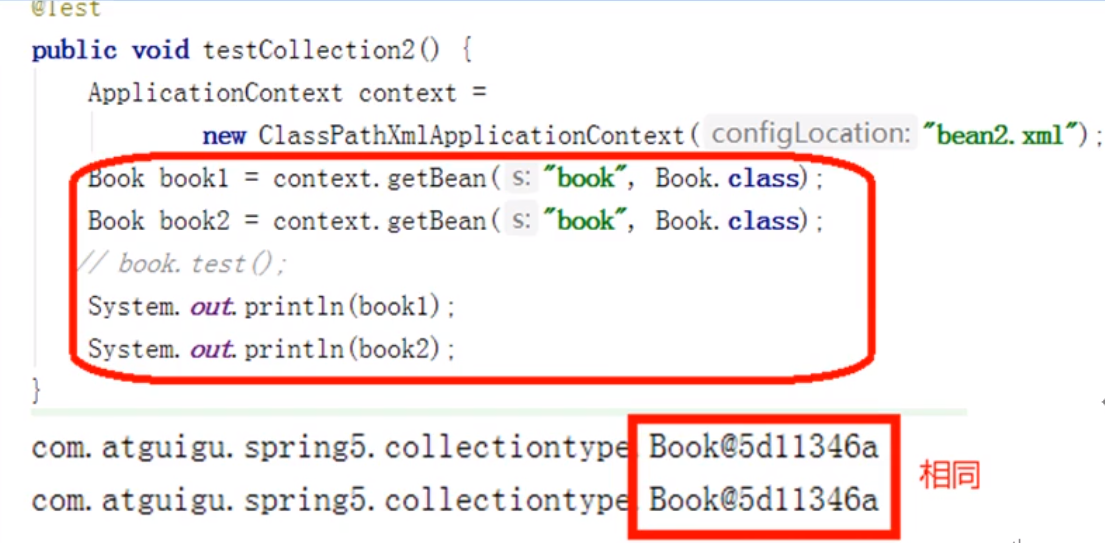 @Test
public void testCollection2() {
ApplicationContext context =
new ClassPathXmlApplicationContext( configLocation: "bean2.xml");
Book book1 = context.getBean( s: "book", Book.class);
Book book2 = context.getBean( s: "book", Book.class);
// book.test();
System.out.println(book1);
System.out.println(book2);
}
com.atguigu.spring5.collectiontype.Book@5d11346a
com.atguigu.spring5.collectiontype.Book@5d11346a
相同